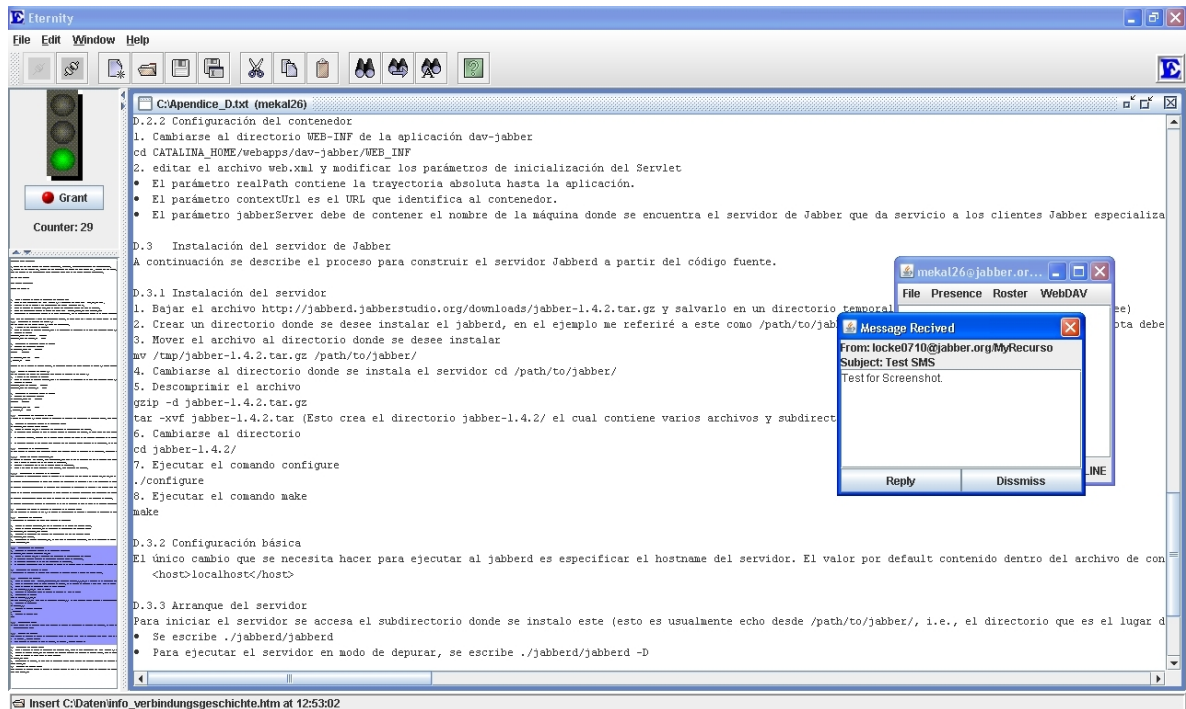 Eternity
File Edit Window Help
Grant
Counter: 29
C:\Apendice_D.txt (mekal26)
D.2.2 Configuración del contenedor
1. Cambiarse al directorio WEB-INF de la aplicación dav-jabber
cd CATALINA_HOME/webapps/dav-jabber/WEB_INF
2. editar el archivo web.xml y modificar los parámetros de inicialización del Servlet
• El parámetro realPath contiene la trayectoria absoluta hasta la aplicación.
• El parámetro contextUrl es el URL que identifica al contenedor.
• El parámetro jabberServer debe de contener el nombre de la máquina donde se encuentra el servidor de Jabber que da servicio a los clientes Jabber especializa
D.3 Instalación del servidor de Jabber
A continuación se describe el proceso para construir el servidor Jabberd a partir del código fuente.
D.3.1 Instalación del servidor
1. Bajar el archivo http://jabberd.jabberstudio.org/downloads/jabber-1.4.2.tar.gz y salvarlo en un directorio temporal ee)
2. Crear un directorio donde se desee instalar el jabberd, en el ejemplo me referiré a este como /path/to/jab ota debe
3. Mover el archivo al directorio donde se desee instalar
mv /tmp/jabber-1.4.2.tar.gz /path/to/jabber/
4. Cambiarse al directorio donde se instala el servidor cd /path/to/jabber/
5. Descomprimir el archivo
gzip -d jabber-1.4.2.tar.gz
tar -xvf jabber-1.4.2.tar (Esto crea el directorio jabber-1.4.2/ el cual contiene varios archivos y subdirect
6. Cambiarse al directorio
cd jabber-1.4.2/
7. Ejecutar el comando configure
./configure
8. Ejecutar el comando make
make
D.3.2 Configuración básica
El único cambio que se necesita hacer para ejecutar al jabberd es especificar el hostname del servidor. El valor por default contenido dentro del archivo de con
<host>localhost</host>
D.3.3 Arranque del servidor
Para iniciar el servidor se accesa el subdirectorio donde se instalo este (esto es usualmente echo desde /path/to/jabber/, i.e., el directorio que es el lugar d
• Se escribe ./jabberd/jabberd
• Para ejecutar el servidor en modo de depurar, se escribe ./jabberd/jabberd -D
mekal26@jabber.or...
File Presence Roster WebDAV
Message Recived
From: locke0710@jabber.org/MyRecurso
Subject: Test SMS
Test for Screenshot.
Reply Dissmiss
LINE
Insert C:\Daten\info_verbindungsgeschichte.htm at 12:53:02